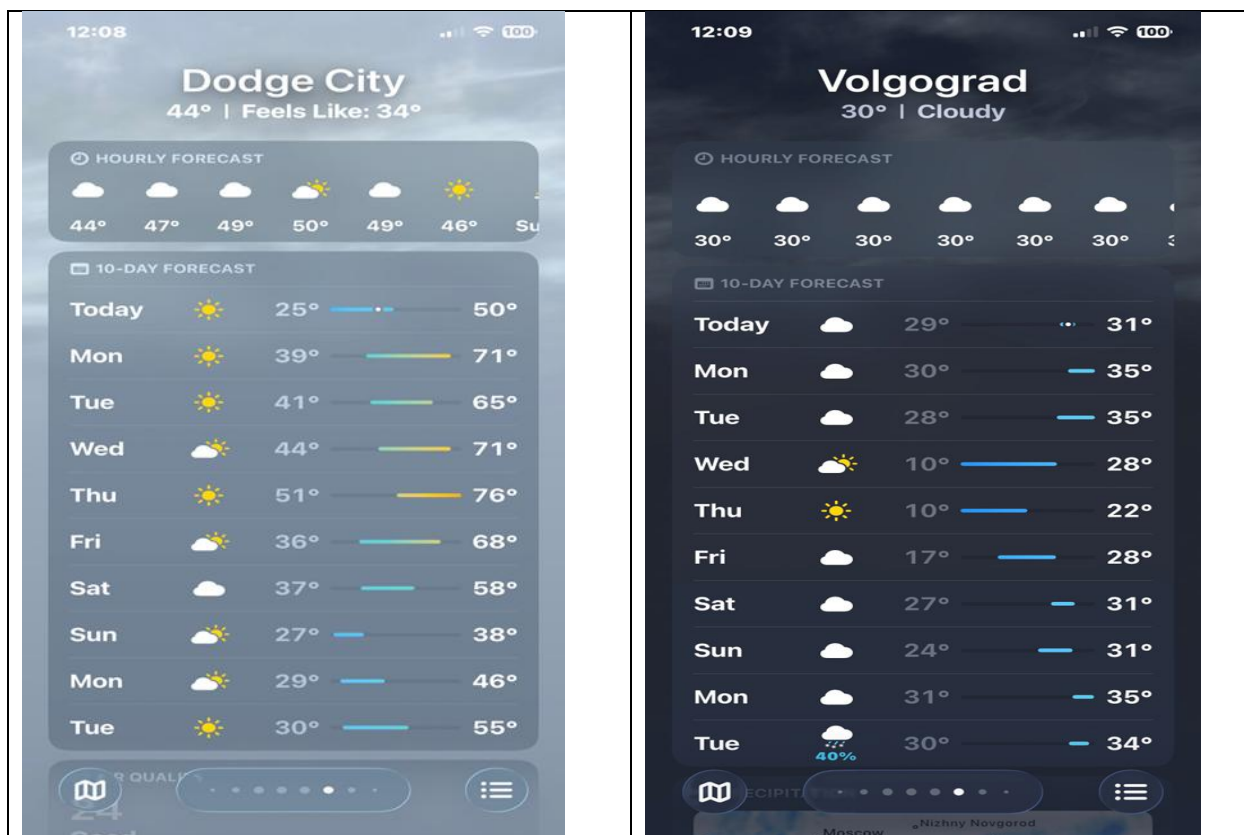 12:08
100
Dodge City
44° | Feels Like: 34°
HOURLY FORECAST
44° 47° 49° 50° 49° 46° Su
10-DAY FORECAST
Today 25° 50°
Mon 39° 71°
Tue 41° 65°
Wed 44° 71°
Thu 51° 76°
Fri 36° 68°
Sat 37° 58°
Sun 27° 38°
Mon 29° 46°
Tue 30° 55°
12:09
100
Volgograd
30° | Cloudy
HOURLY FORECAST
30° 30° 30° 30° 30° 30°
10-DAY FORECAST
Today 29° 31°
Mon 30° 35°
Tue 28° 35°
Wed 10° 28°
Thu 10° 22°
Fri 17° 28°
Sat 27° 31°
Sun 24° 31°
Mon 31° 35°
Tue 40% 30° 34°
Nizhny Novgorod
Moscow